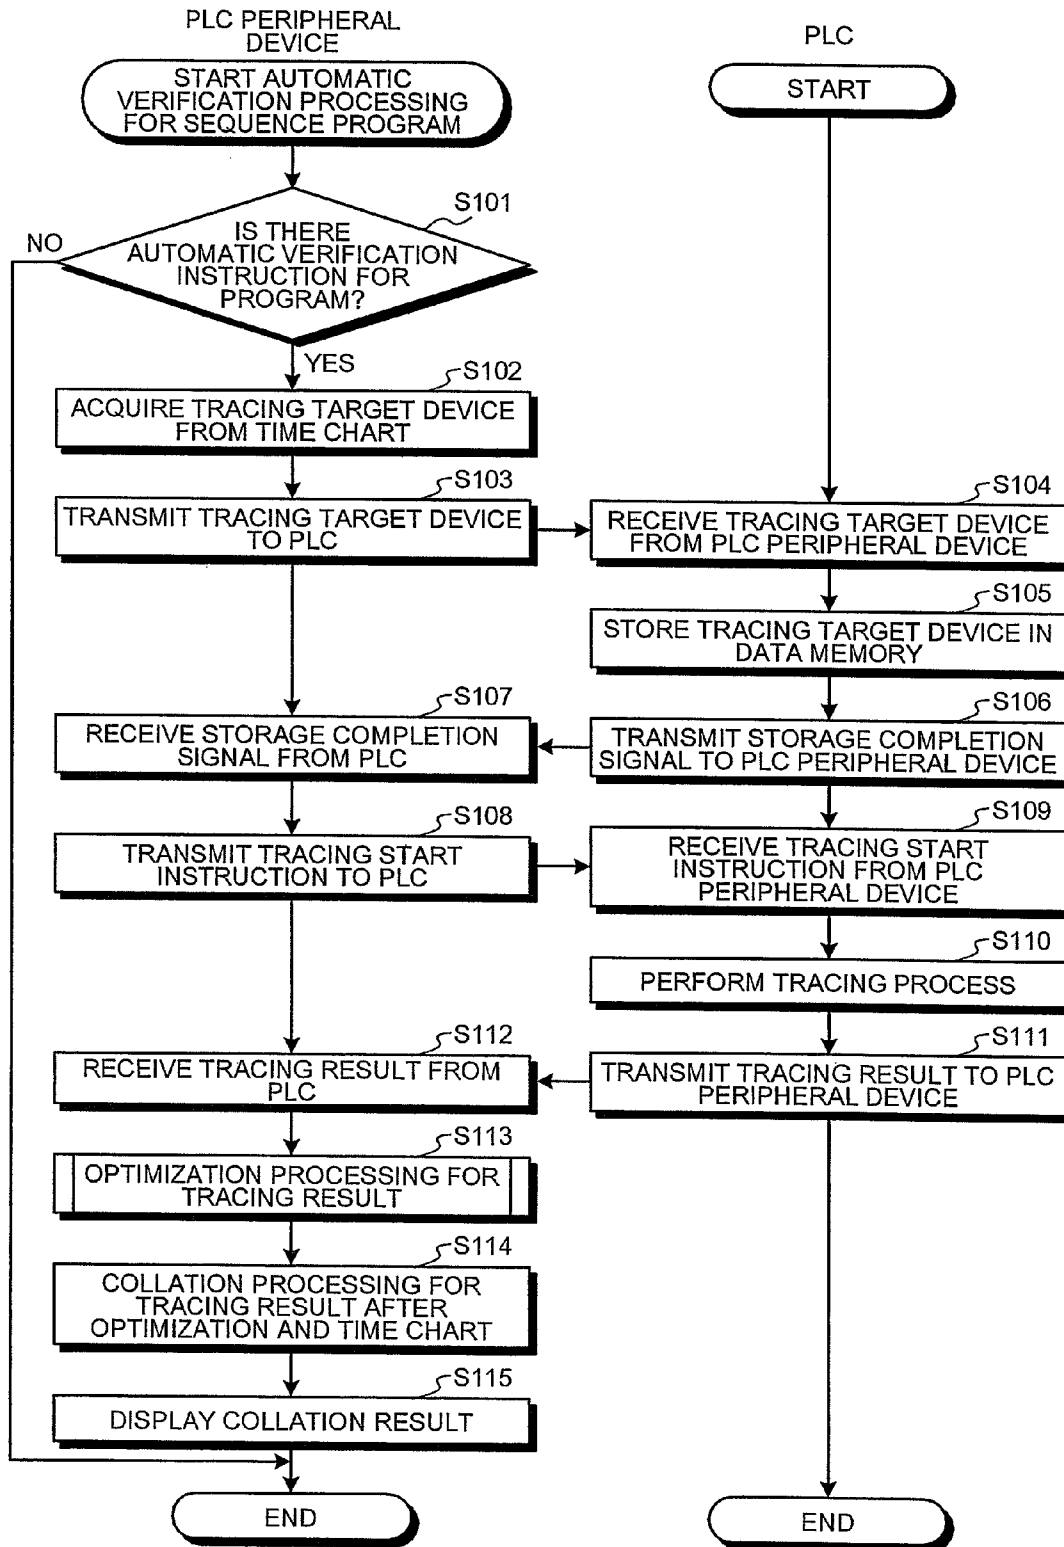 PLC PERIPHERAL
DEVICE
START AUTOMATIC
VERIFICATION PROCESSING
FOR SEQUENCE PROGRAM
S101
NO
IS THERE
AUTOMATIC VERIFICATION
INSTRUCTION FOR
PROGRAM?
YES
S102
ACQUIRE TRACING TARGET DEVICE
FROM TIME CHART
S103
TRANSMIT TRACING TARGET DEVICE
TO PLC
S107
RECEIVE STORAGE COMPLETION
SIGNAL FROM PLC
S108
TRANSMIT TRACING START
INSTRUCTION TO PLC
S112
RECEIVE TRACING RESULT FROM
PLC
S113
OPTIMIZATION PROCESSING FOR
TRACING RESULT
S114
COLLATION PROCESSING FOR
TRACING RESULT AFTER
OPTIMIZATION AND TIME CHART
S115
DISPLAY COLLATION RESULT
END
PLC
START
S104
RECEIVE TRACING TARGET DEVICE
FROM PLC PERIPHERAL DEVICE
S105
STORE TRACING TARGET DEVICE IN
DATA MEMORY
S106
TRANSMIT STORAGE COMPLETION
SIGNAL TO PLC PERIPHERAL DEVICE
S109
RECEIVE TRACING START
INSTRUCTION FROM PLC
PERIPHERAL DEVICE
S110
PERFORM TRACING PROCESS
S111
TRANSMIT TRACING RESULT TO PLC
PERIPHERAL DEVICE
END